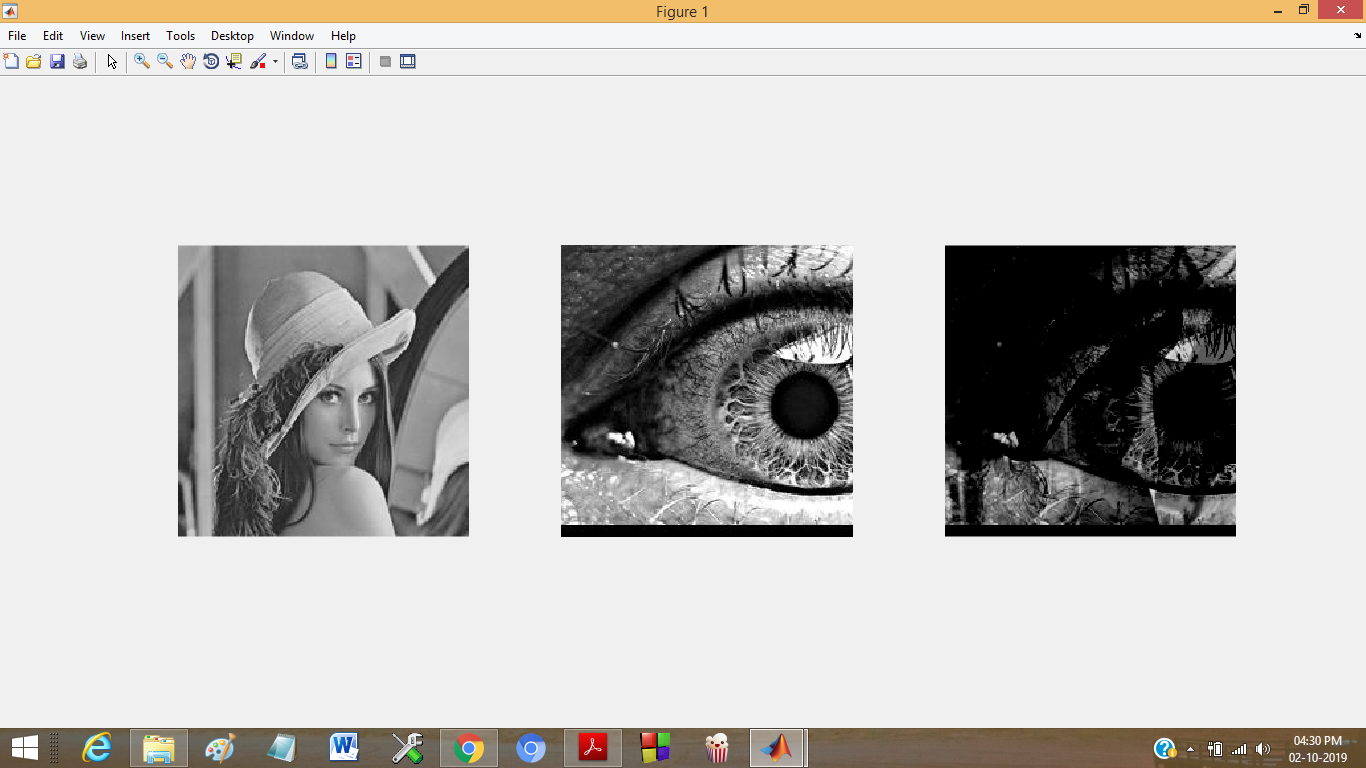 Figure 1
File Edit View Insert Tools Desktop Window Help
04:30 PM
02-10-2019